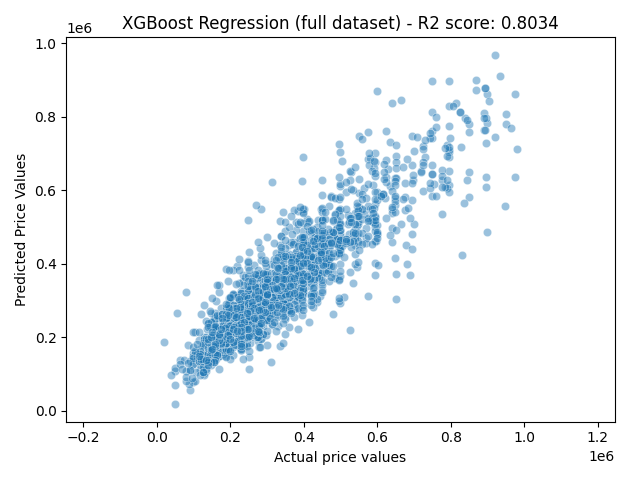 XGBoost Regression (full dataset) - R2 score: 0.8034
1e6
1.0
0.8
0.6
0.4
0.2
0.0
Predicted Price Values
−0.2 0.0 0.2 0.4 0.6 0.8 1.0 1.2
1e6
Actual price values